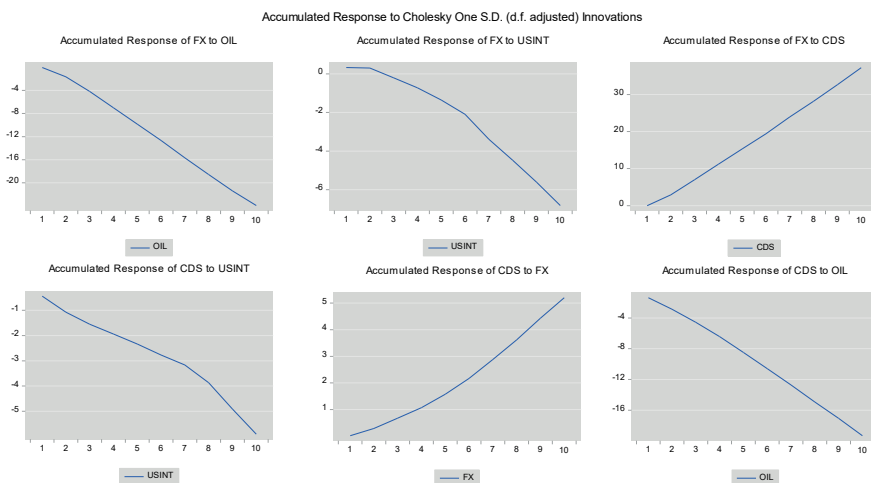 Accumulated Response to Cholesky One S.D. (d.f. adjusted) Innovations
Accumulated Response of FX to OIL
-4
-8
-12
-16
-20
1 2 3 4 5 6 7 8 9 10
OIL
Accumulated Response of FX to USINT
0
-2
-4
-6
1 2 3 4 5 6 7 8 9 10
USINT
Accumulated Response of FX to CDS
30
20
10
0
1 2 3 4 5 6 7 8 9 10
CDS
Accumulated Response of CDS to USINT
-1
-2
-3
-4
-5
1 2 3 4 5 6 7 8 9 10
USINT
Accumulated Response of CDS to FX
5
4
3
2
1
1 2 3 4 5 6 7 8 9 10
FX
Accumulated Response of CDS to OIL
-4
-8
-12
-16
1 2 3 4 5 6 7 8 9 10
OIL